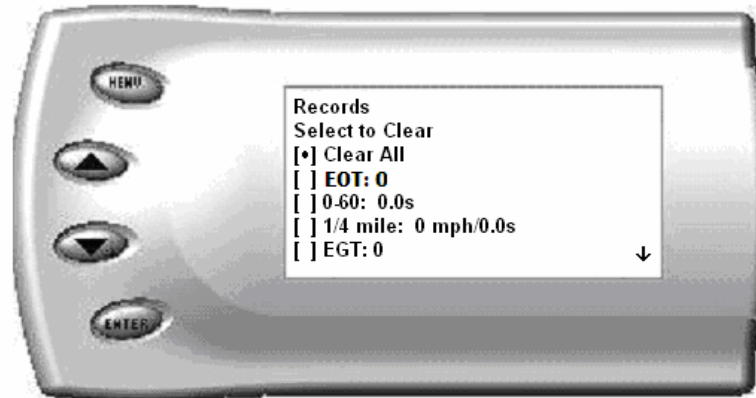 MENU
Records
Select to Clear
[•] Clear All
[ ] EOT: 0
[ ] 0-60: 0.0s
[ ] 1/4 mile: 0 mph/0.0s
[ ] EGT: 0
ENTER